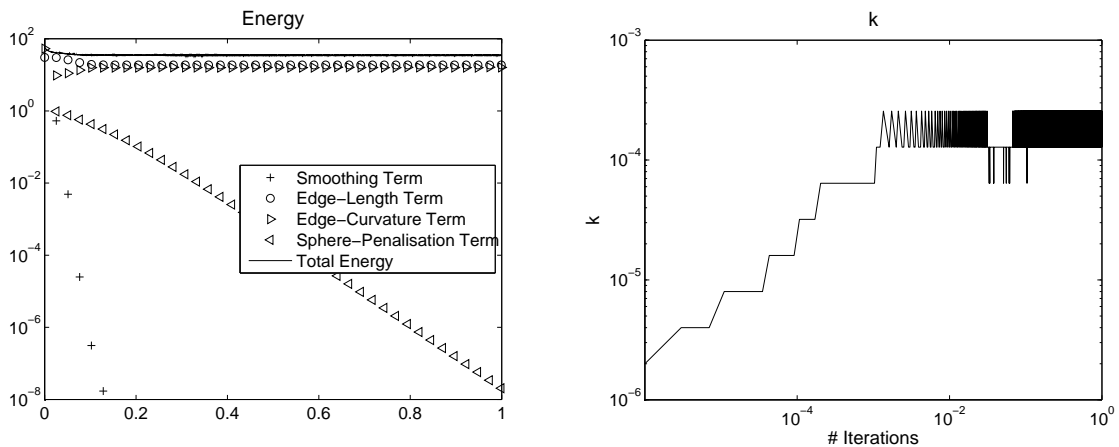 Energy
10^2
10^0
10^−2
10^−4
10^−6
10^−8
0
0.2
0.4
0.6
0.8
1
Smoothing Term
Edge−Length Term
Edge−Curvature Term
Sphere−Penalisation Term
Total Energy
k
10^−3
10^−4
10^−5
10^−6
k
10^−4
10^−2
10^0
# Iterations